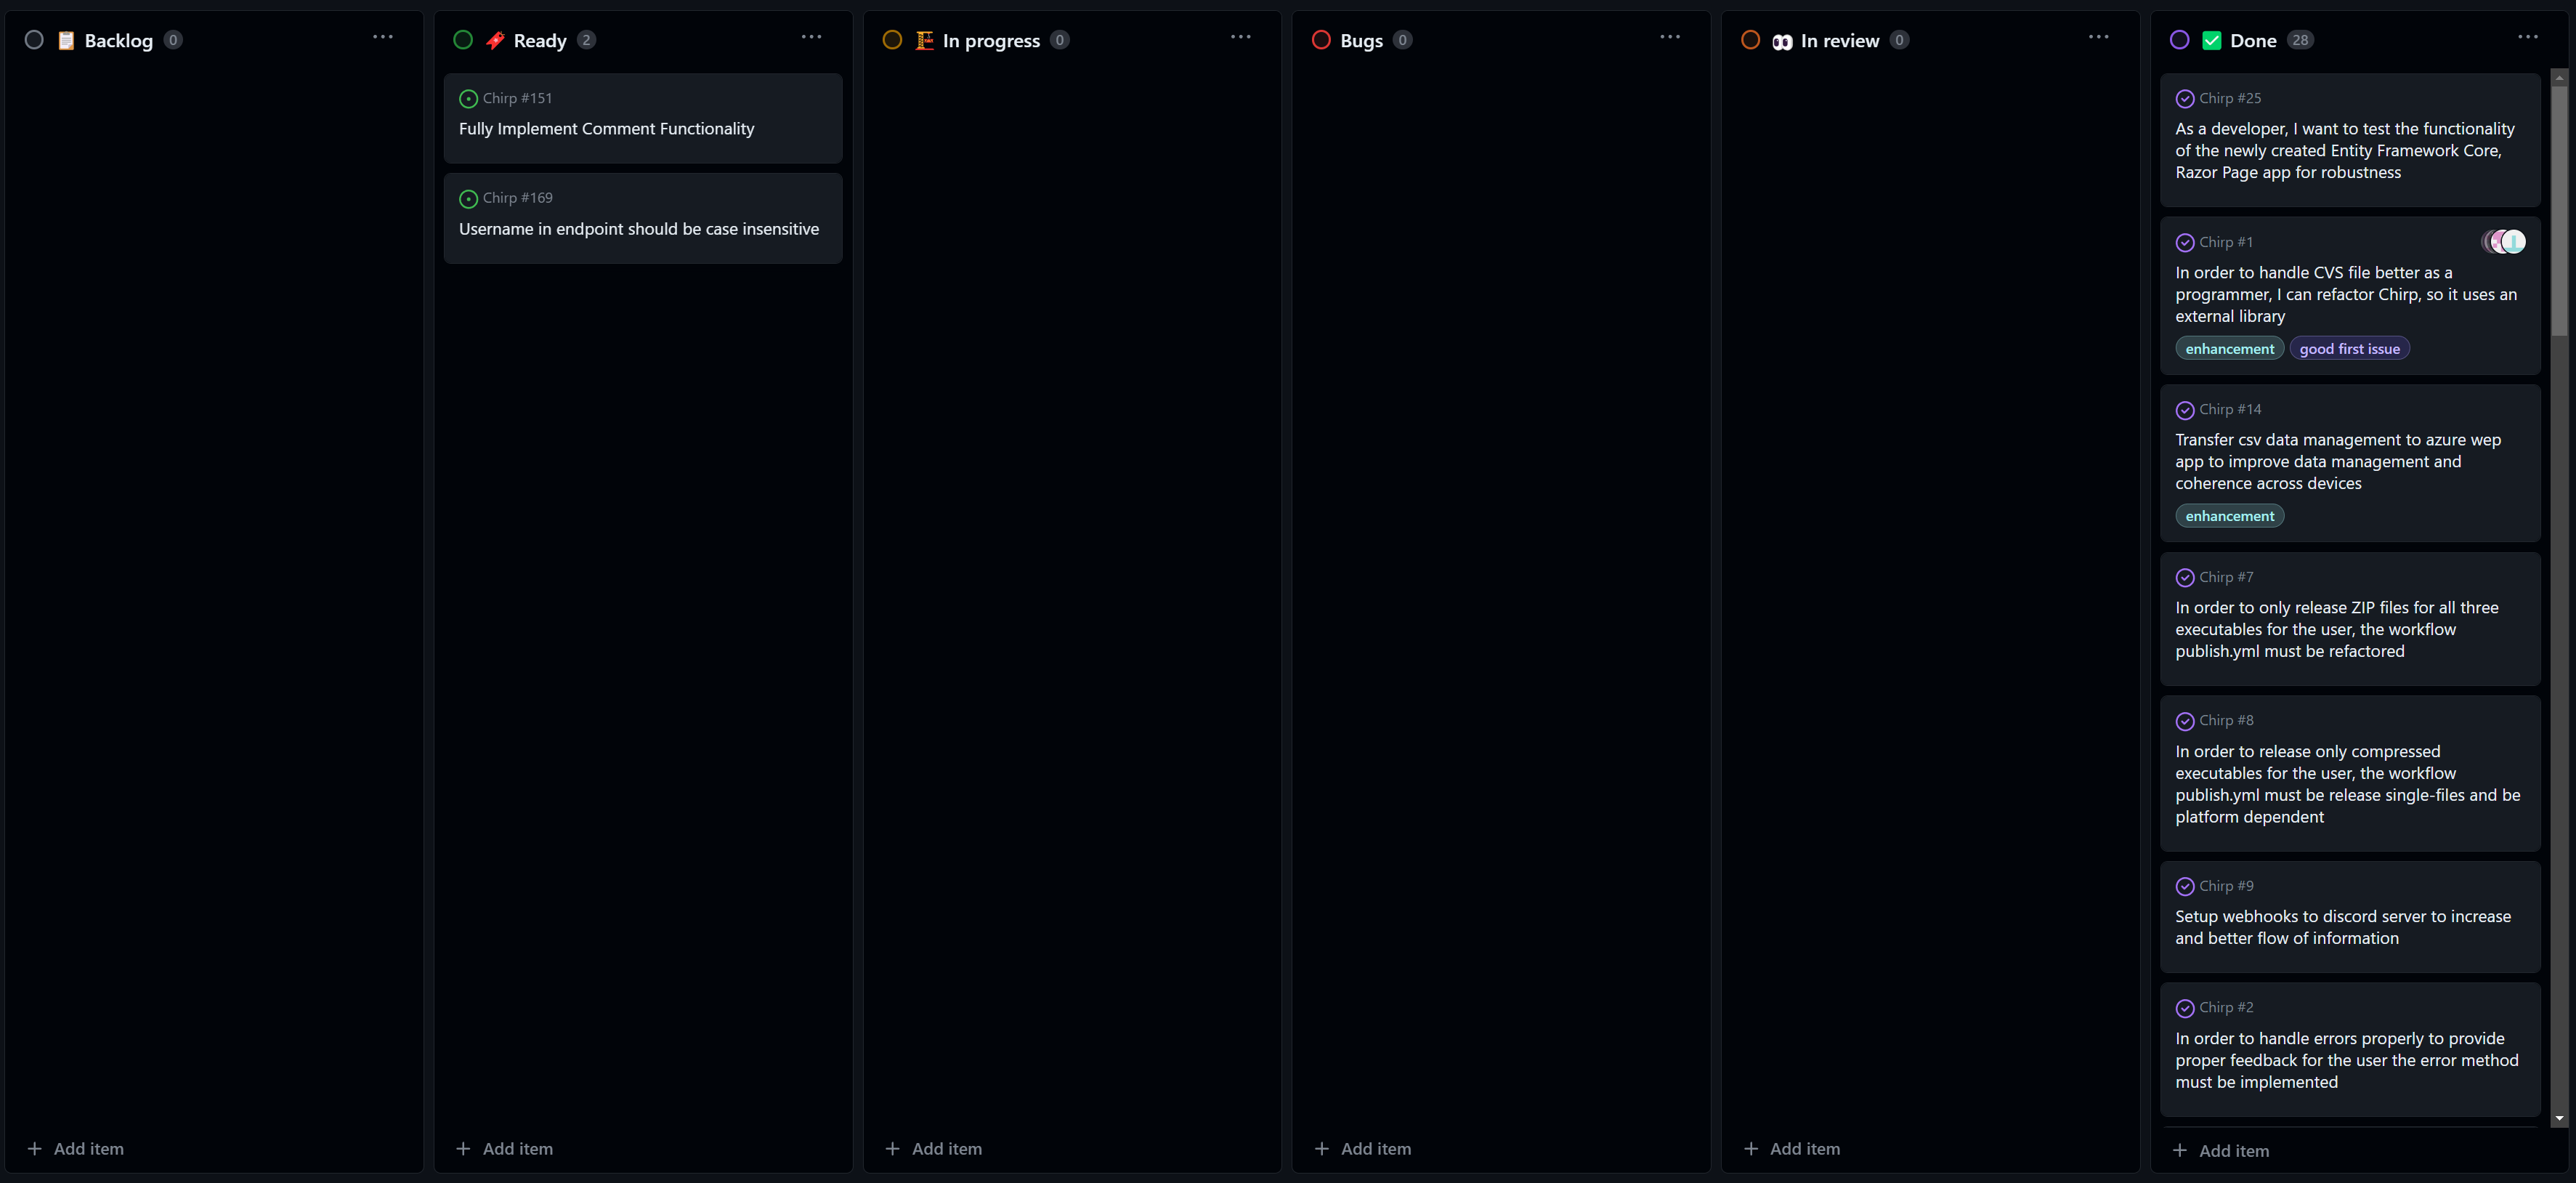 Backlog 0
Ready 2
Chirp #151
Fully Implement Comment Functionality
Chirp #169
Username in endpoint should be case insensitive
In progress 0
Bugs 0
In review 0
Done 28
Chirp #25
As a developer, I want to test the functionality
of the newly created Entity Framework Core,
Razor Page app for robustness
Chirp #1
In order to handle CVS file better as a
programmer, I can refactor Chirp, so it uses an
external library
enhancement good first issue
Chirp #14
Transfer csv data management to azure wep
app to improve data management and
coherence across devices
enhancement
Chirp #7
In order to only release ZIP files for all three
executables for the user, the workflow
publish.yml must be refactored
Chirp #8
In order to release only compressed
executables for the user, the workflow
publish.yml must be release single-files and be
platform dependent
Chirp #9
Setup webhooks to discord server to increase
and better flow of information
Chirp #2
In order to handle errors properly to provide
proper feedback for the user the error method
must be implemented
+ Add item
+ Add item
+ Add item
+ Add item
+ Add item
+ Add item